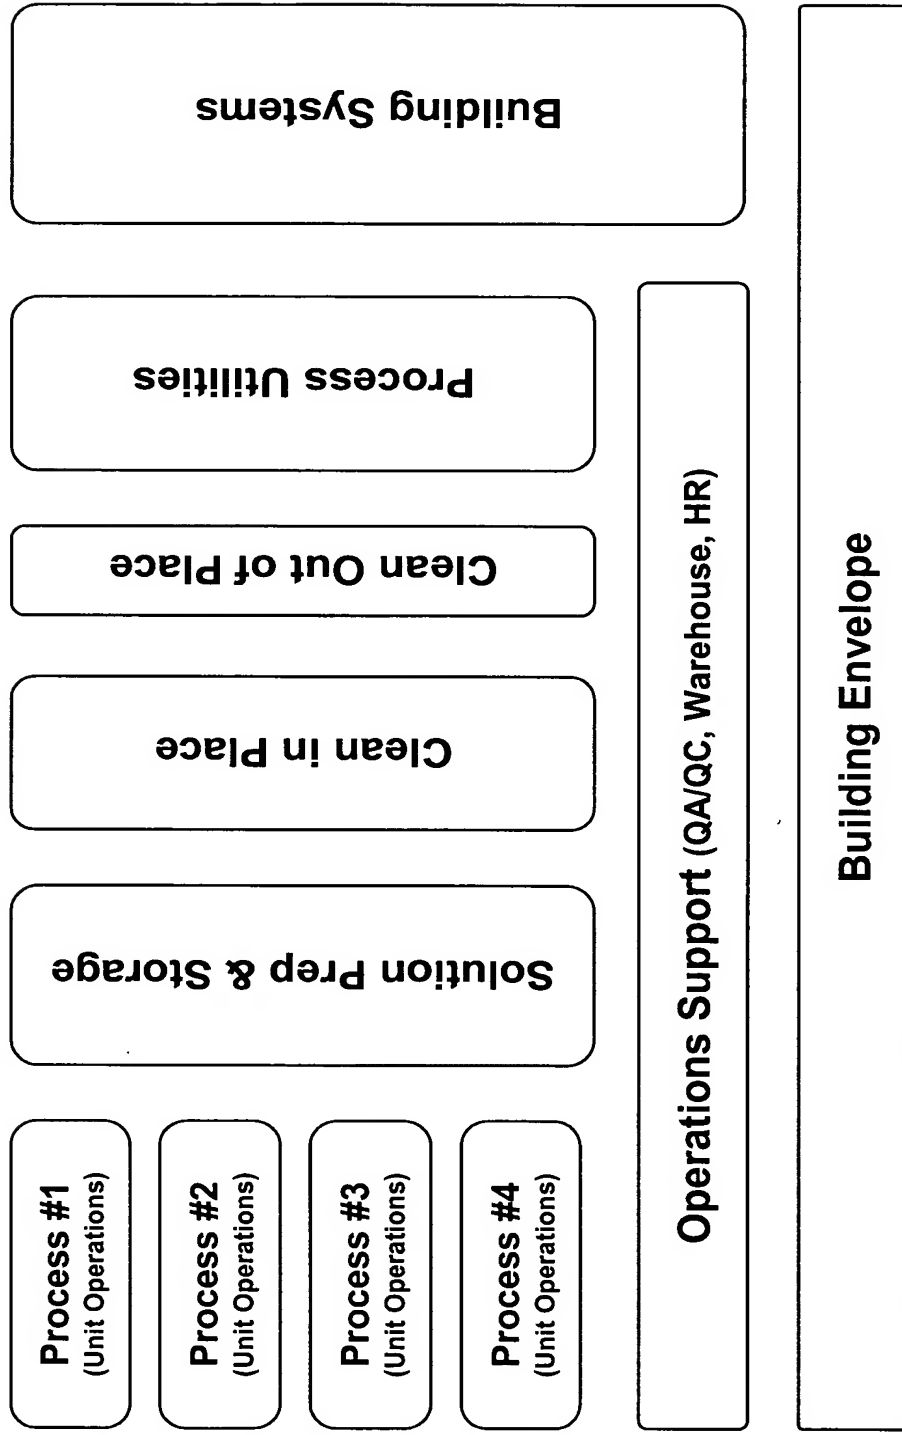 Process #1
(Unit Operations)
Process #2
(Unit Operations)
Process #3
(Unit Operations)
Process #4
(Unit Operations)
Solution Prep & Storage
Clean in Place
Clean Out of Place
Process Utilities
Building Systems
Operations Support (QA/QC, Warehouse, HR)
Building Envelope